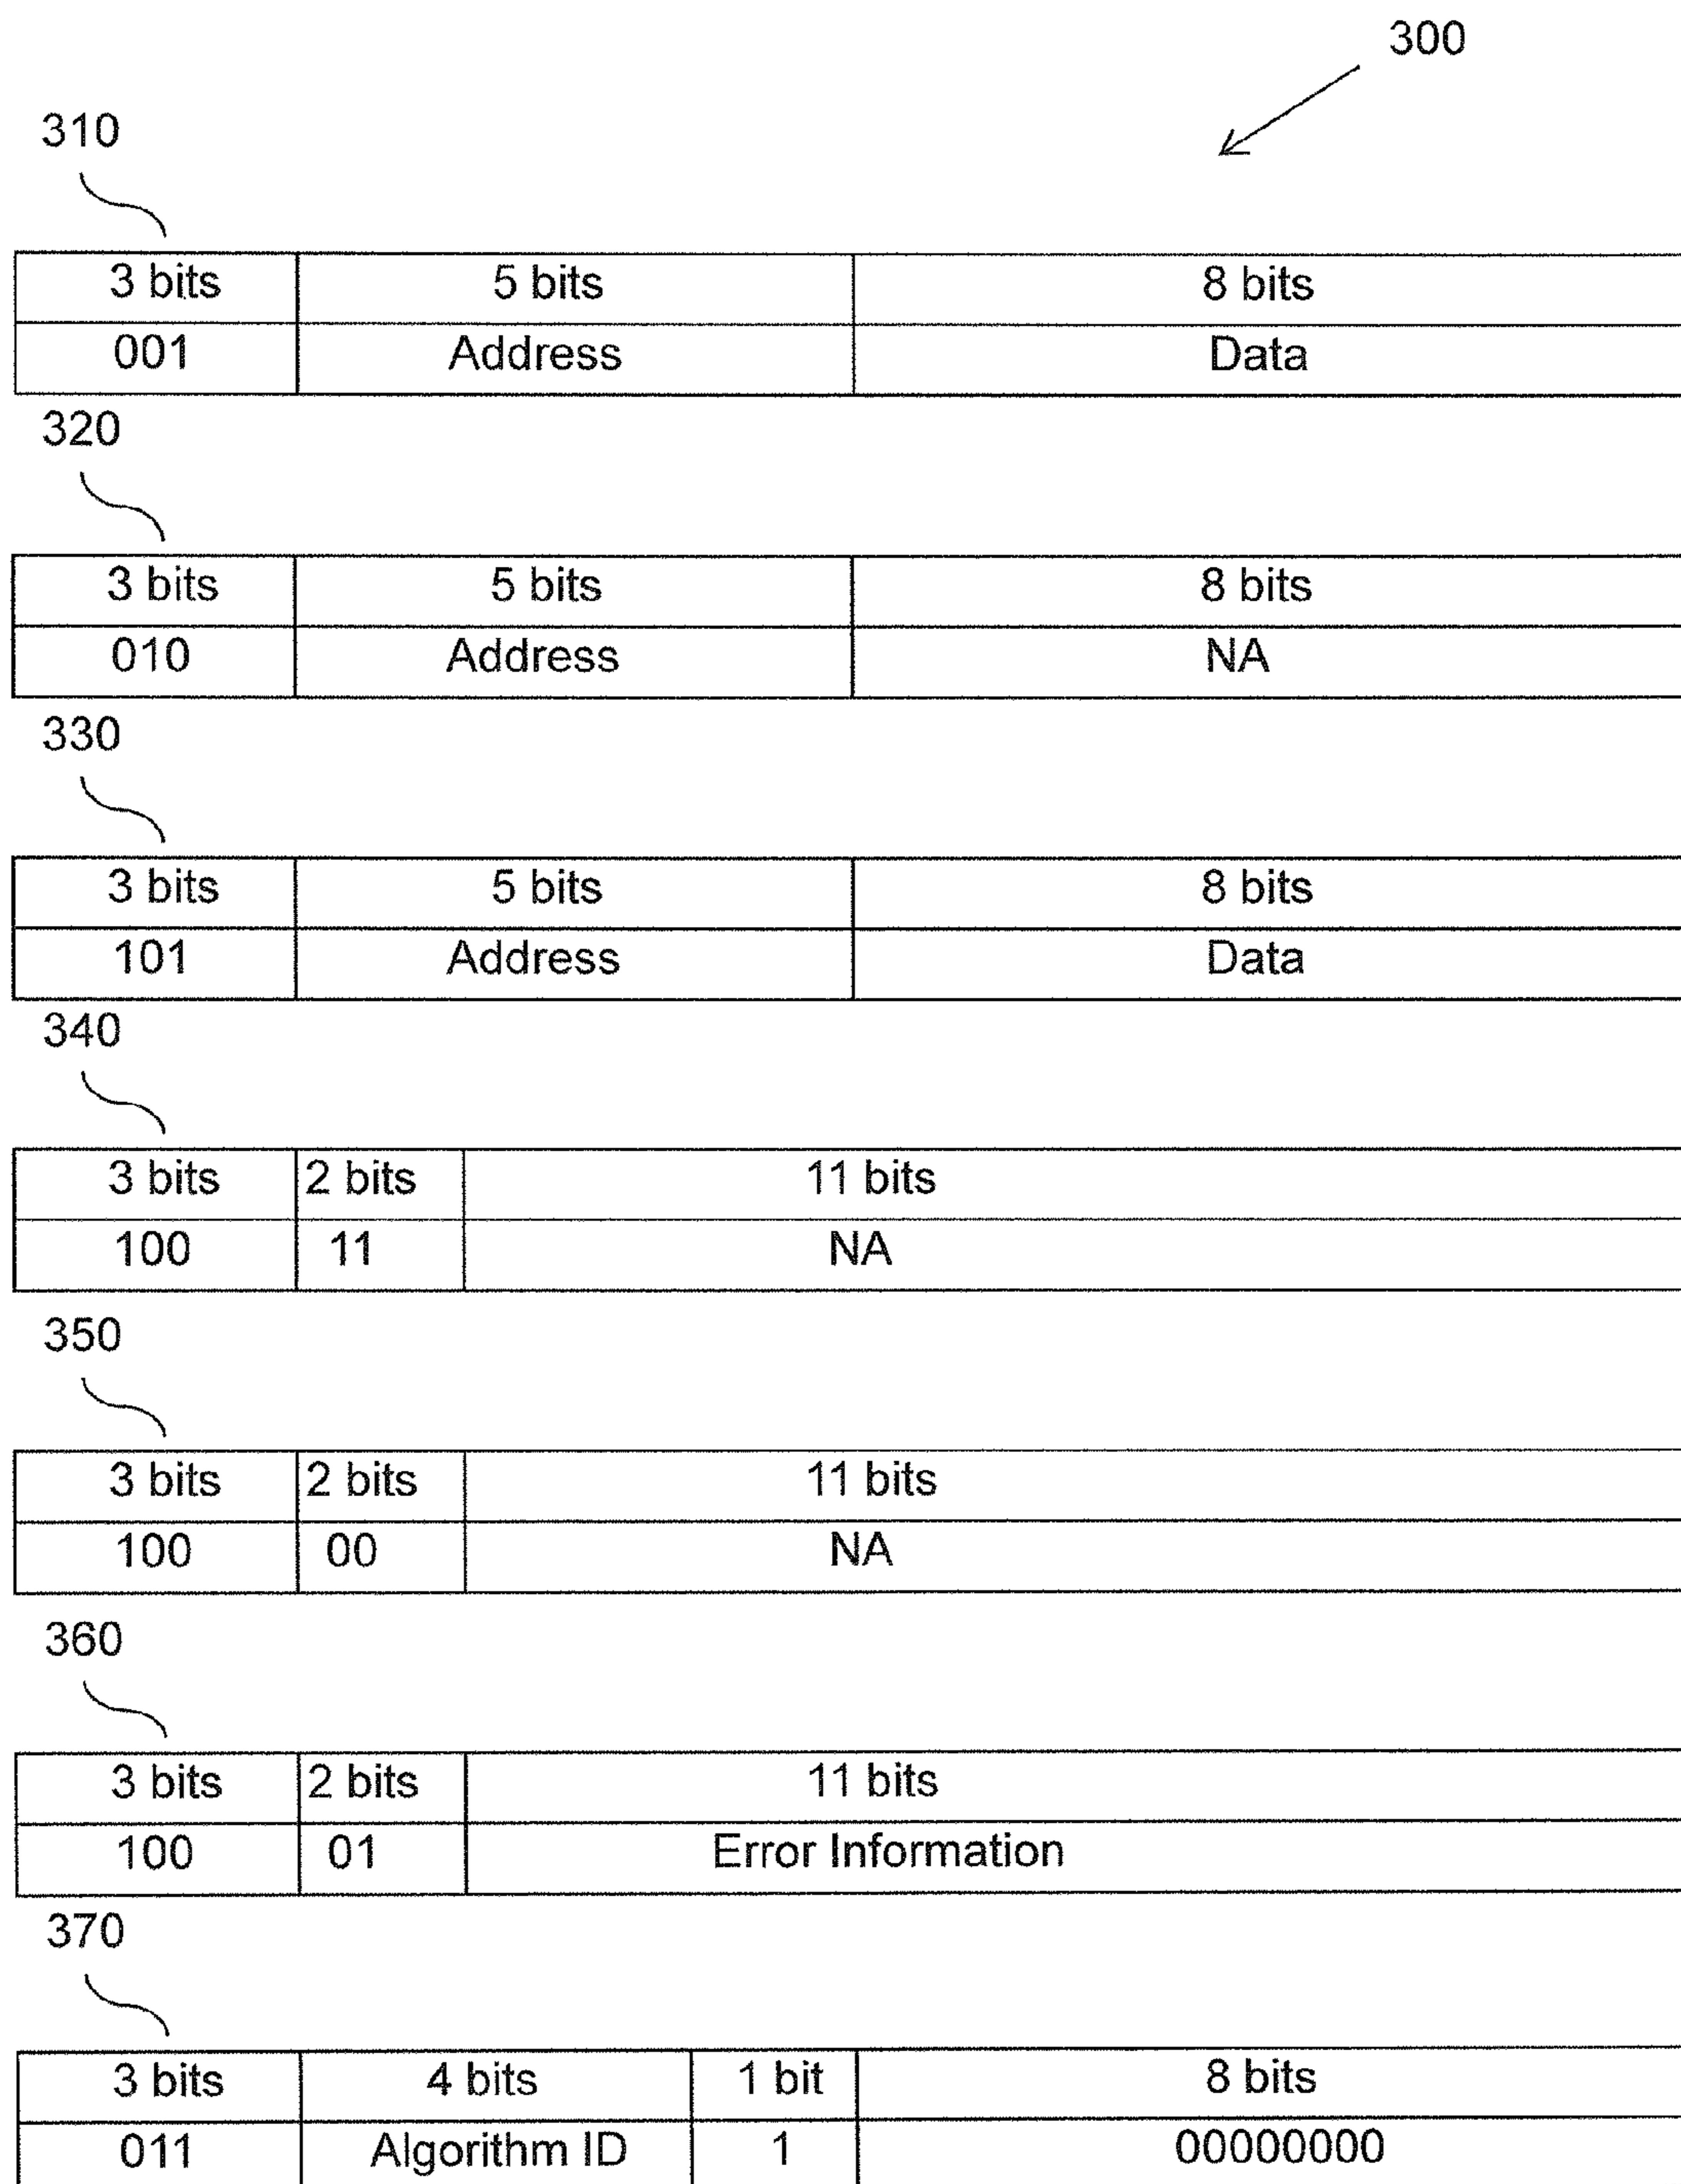 300
310
3 bits 5 bits 8 bits
001 Address Data
320
3 bits 5 bits 8 bits
010 Address NA
330
3 bits 5 bits 8 bits
101 Address Data
340
3 bits 2 bits 11 bits
100 11 NA
350
3 bits 2 bits 11 bits
100 00 NA
360
3 bits 2 bits 11 bits
100 01 Error Information
370
3 bits 4 bits 1 bit 8 bits
011 Algorithm ID 1 00000000